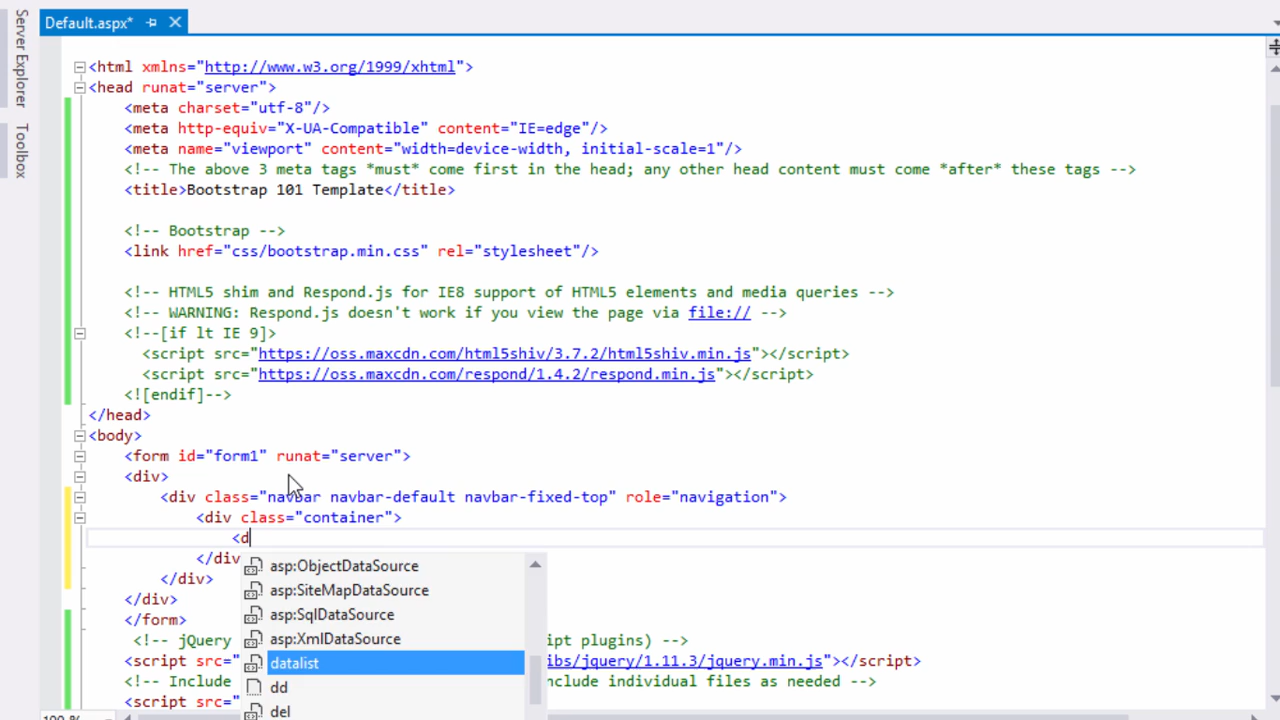 Default.aspx*
Server Explorer
Toolbox
<html xmlns="http://www.w3.org/1999/xhtml">
<head runat="server">
<meta charset="utf-8"/>
<meta http-equiv="X-UA-Compatible" content="IE=edge"/>
<meta name="viewport" content="width=device-width, initial-scale=1"/>
<!-- The above 3 meta tags *must* come first in the head; any other head content must come *after* these tags -->
<title>Bootstrap 101 Template</title>
<!-- Bootstrap -->
<link href="css/bootstrap.min.css" rel="stylesheet"/>
<!-- HTML5 shim and Respond.js for IE8 support of HTML5 elements and media queries -->
<!-- WARNING: Respond.js doesn't work if you view the page via file:// -->
<!--[if lt IE 9]>
<script src="https://oss.maxcdn.com/html5shiv/3.7.2/html5shiv.min.js"></script>
<script src="https://oss.maxcdn.com/respond/1.4.2/respond.min.js"></script>
<![endif]-->
</head>
<body>
<form id="form1" runat="server">
<div>
<div class="navbar navbar-default navbar-fixed-top" role="navigation">
<div class="container">
<d
</div
asp:ObjectDataSource
</div>
asp:SiteMapDataSource
</div>
asp:SqlDataSource
</form>
<!-- jQuery ipt plugins) -->
asp:XmlDataSource
<script src=" ibs/jquery/1.11.3/jquery.min.js"></script>
datalist
<!-- Include nclude individual files as needed -->
dd
<script src="
del